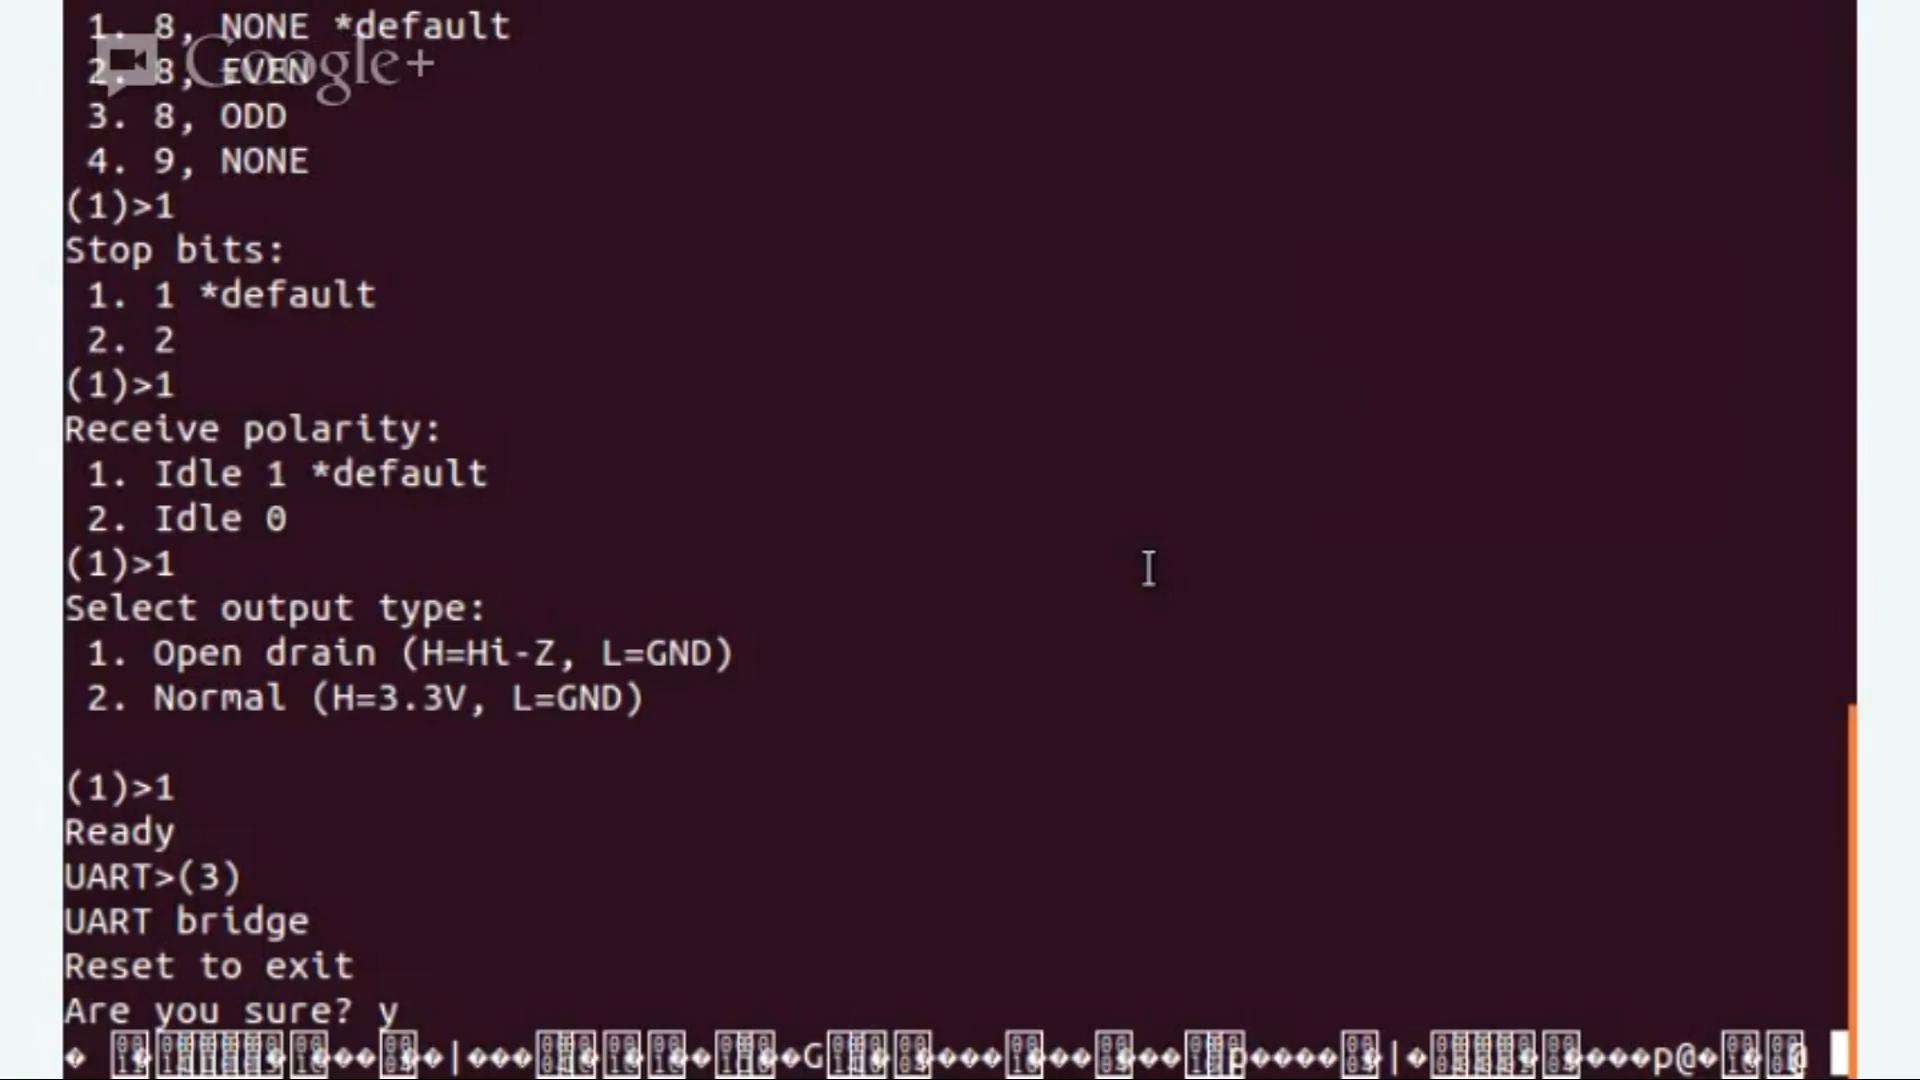 1. 8, NONE *default
Google+
2. 8, EVEN
3. 8, ODD
4. 9, NONE
(1)>1
Stop bits:
1. 1 *default
2. 2
(1)>1
Receive polarity:
1. Idle 1 *default
2. Idle 0
(1)>1
Select output type:
1. Open drain (H=Hi-Z, L=GND)
2. Normal (H=3.3V, L=GND)
(1)>1
Ready
UART>(3)
UART bridge
Reset to exit
Are you sure? y